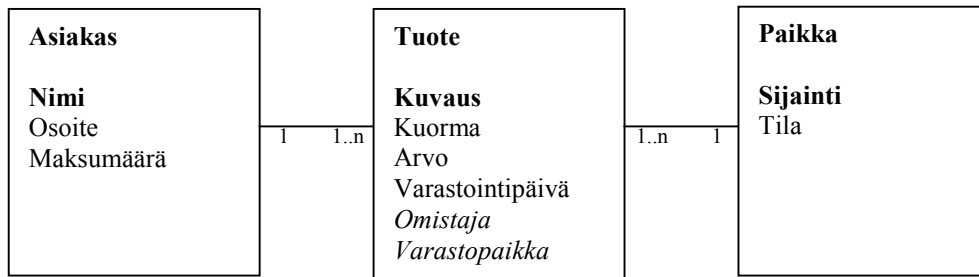 Asiakas
Nimi
Osoite
Maksumäärä
1
1..n
Tuote
Kuvaus
Kuorma
Arvo
Varastointipäivä
Omistaja
Varastopaikka
1..n
1
Paikka
Sijainti
Tila